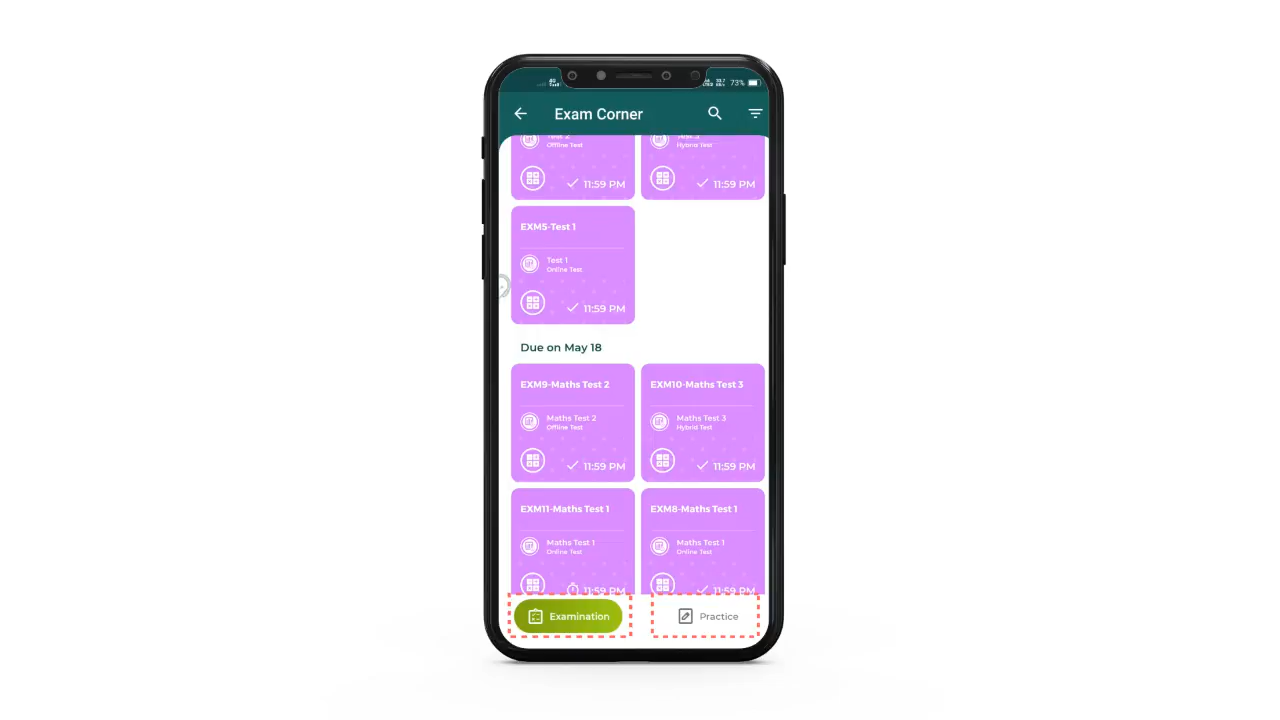 73%
Exam Corner
Offline Test
Hybrid Test
11:59 PM
11:59 PM
EXM5-Test 1
Test 1
Online Test
11:59 PM
Due on May 18
EXM9-Maths Test 2
EXM10-Maths Test 3
Maths Test 2
Offline Test
Maths Test 3
Hybrid Test
11:59 PM
11:59 PM
EXM11-Maths Test 1
EXM8-Maths Test 1
Maths Test 1
Online Test
Maths Test 1
Online Test
11:59 PM
11:59 PM
Examination
Practice